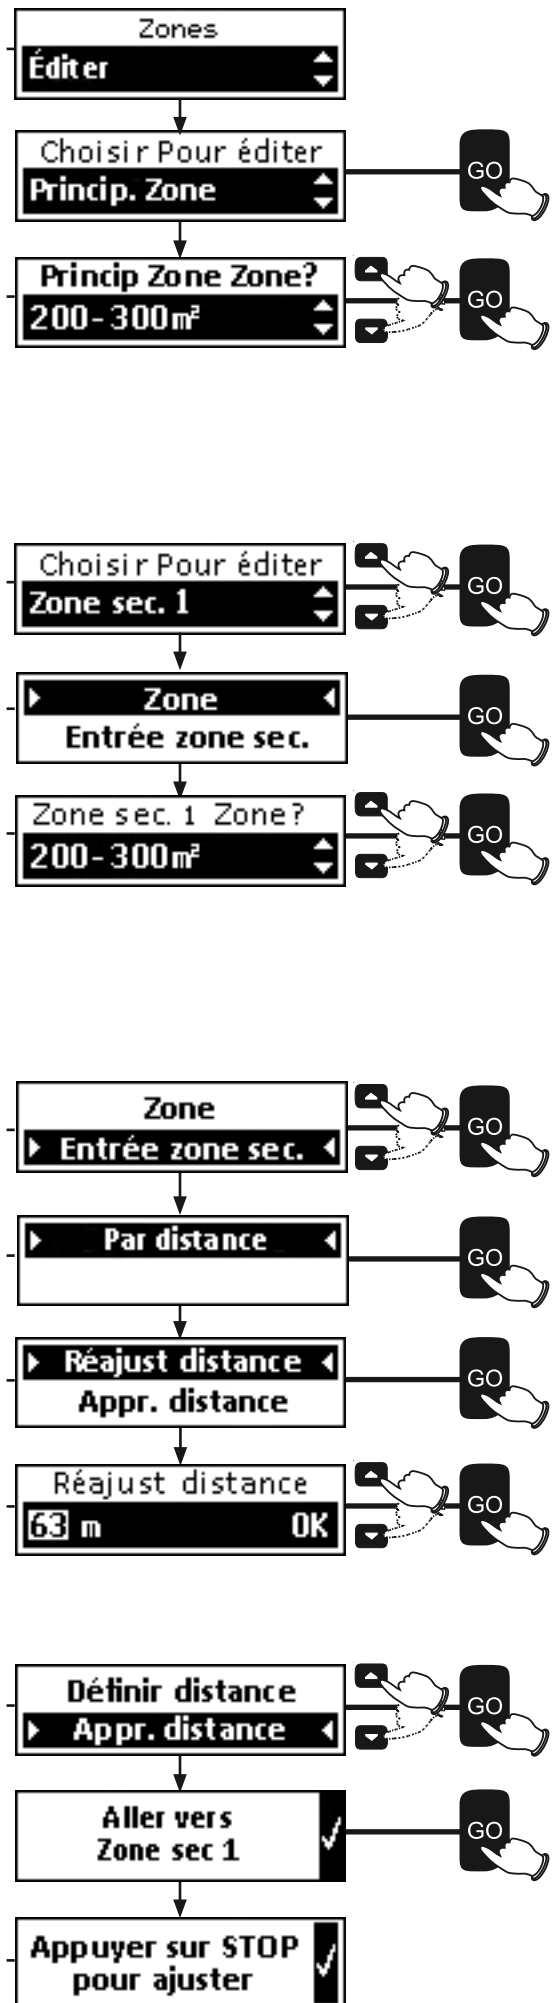 Zones
Éditer
Choisir Pour éditer
Princip. Zone
GO
Princip Zone Zone?
200-300m²
GO
Choisir Pour éditer
Zone sec. 1
GO
Zone
Entrée zone sec.
GO
Zone sec. 1 Zone?
200-300m²
GO
Zone
Entrée zone sec.
GO
Par distance
GO
Réajust distance
Appr. distance
GO
Réajust distance
63 m OK
GO
Définir distance
Appr. distance
GO
Aller vers
Zone sec 1
GO
Appuyer sur STOP
pour ajuster